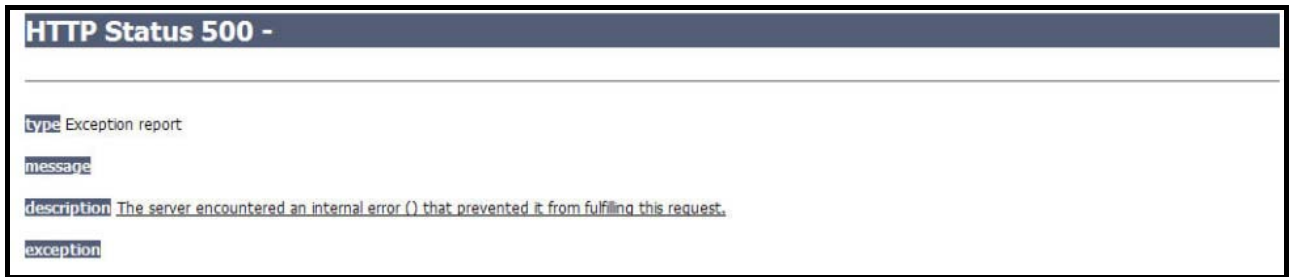 HTTP Status 500 -
type Exception report
message
description The server encountered an internal error () that prevented it from fulfilling this request.
exception